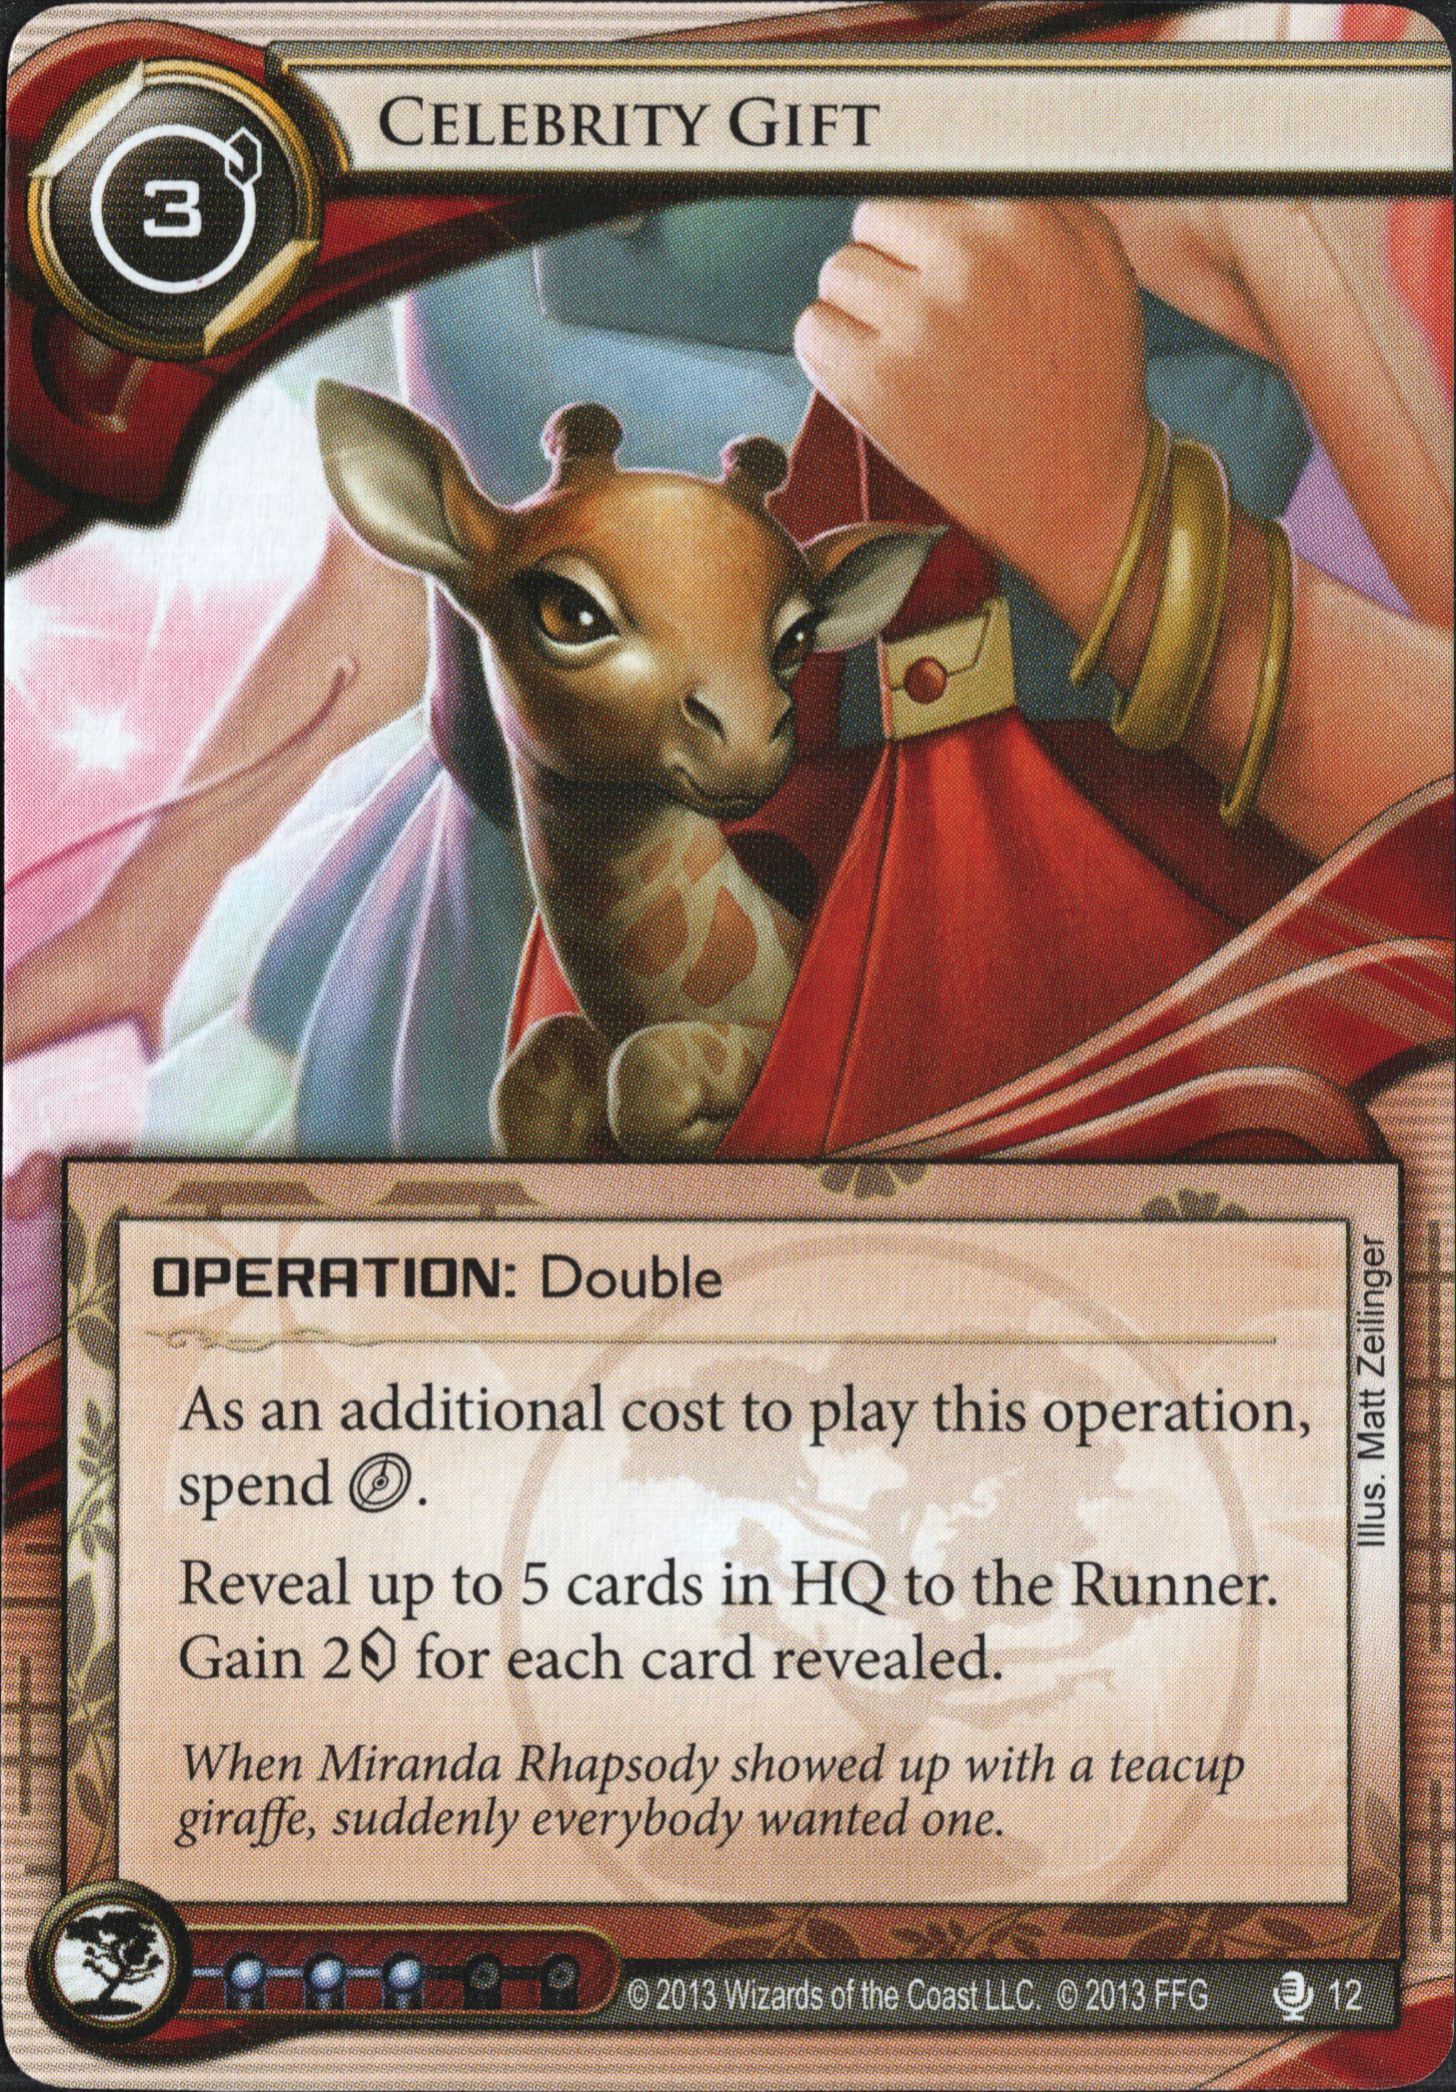 3
CELEBRITY GIFT
OPERATION: Double
As an additional cost to play this operation,
spend .
Reveal up to 5 cards in HQ to the Runner.
Gain 2 for each card revealed.
When Miranda Rhapsody showed up with a teacup
giraffe, suddenly everybody wanted one.
Illus. Matt Zeilinger
© 2013 Wizards of the Coast LLC. © 2013 FFG
12